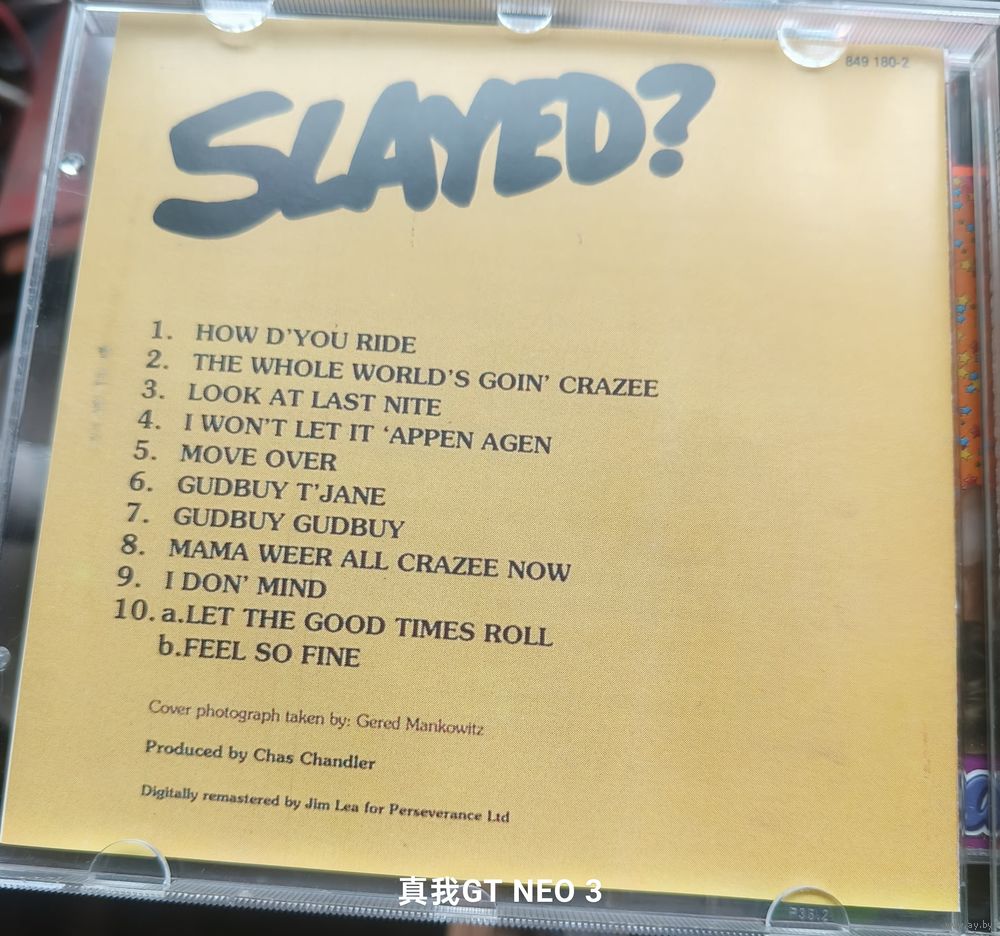 849 180-2
SLAYED?
1. HOW D'YOU RIDE
2. THE WHOLE WORLD'S GOIN' CRAZEE
3. LOOK AT LAST NITE
4. I WON'T LET IT ‘APPEN AGEN
5. MOVE OVER
6. GUDBUY T'JANE
7. GUDBUY GUDBUY
8. MAMA WEER ALL CRAZEE NOW
9. I DON' MIND
10. a.LET THE GOOD TIMES ROLL
b.FEEL SO FINE
Cover photograph taken by: Gered Mankowitz
Produced by Chas Chandler
Digitally remastered by Jim Lea for Perseverance Ltd
真我GT NEO 3